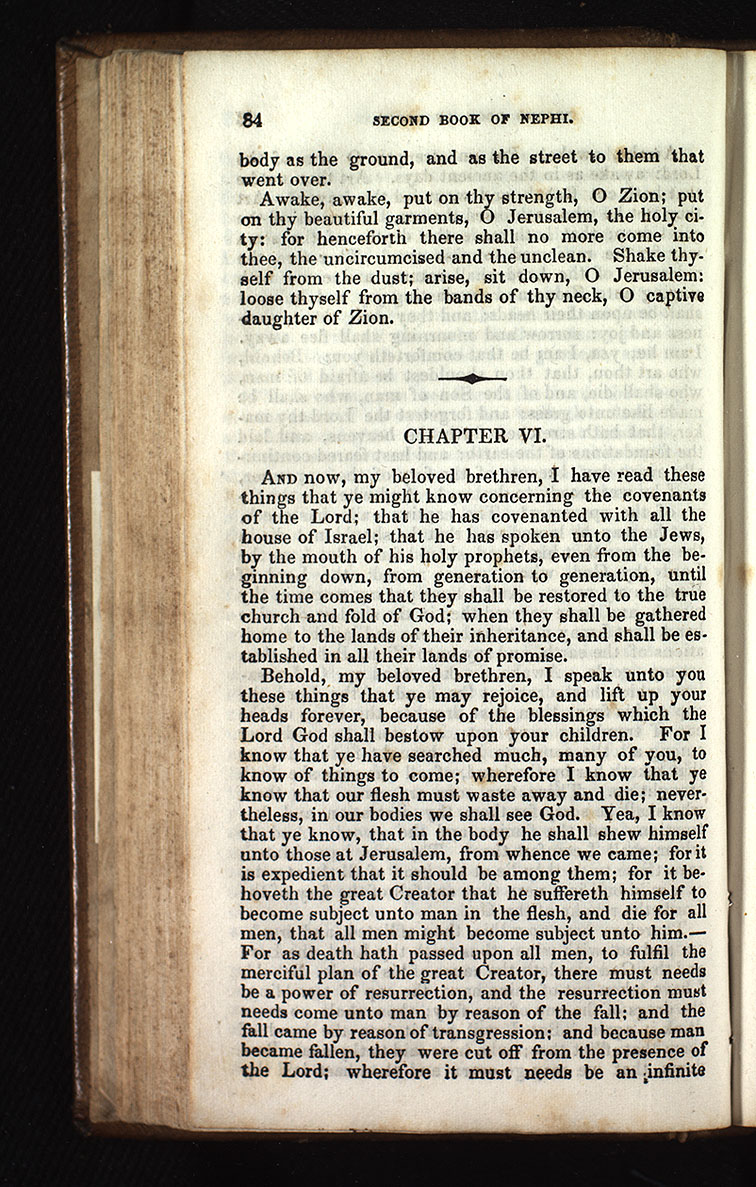 84 SECOND BOOK OF NEPHI.
body as the ground, and as the street to them that
went over.
Awake, awake, put on thy strength, O Zion; put
on thy beautiful garments, O Jerusalem, the holy ci-
ty: for henceforth there shall no more come into
thee, the uncircumcised and the unclean. Shake thy-
self from the dust; arise, sit down, O Jerusalem:
loose thyself from the bands of thy neck, O captive
daughter of Zion.
CHAPTER VI.
AND now, my beloved brethren, I have read these
things that ye might know concerning the covenants
of the Lord; that he has covenanted with all the
house of Israel; that he has spoken unto the Jews,
by the mouth of his holy prophets, even from the be-
ginning down, from generation to generation, until
the time comes that they shall be restored to the true
church and fold of God; when they shall be gathered
home to the lands of their inheritance, and shall be es-
tablished in all their lands of promise.
Behold, my beloved brethren, I speak unto you
these things that ye may rejoice, and lift up your
heads forever, because of the blessings which the
Lord God shall bestow upon your children. For I
know that ye have searched much, many of you, to
know of things to come; wherefore I know that ye
know that our flesh must waste away and die; never-
theless, in our bodies we shall see God. Yea, I know
that ye know, that in the body he shall shew himself
unto those at Jerusalem, from whence we came; for it
is expedient that it should be among them; for it be-
hoveth the great Creator that he suffereth himself to
become subject unto man in the flesh, and die for all
men, that all men might become subject unto him.—
For as death hath passed upon all men, to fulfil the
merciful plan of the great Creator, there must needs
be a power of resurrection, and the resurrection must
needs come unto man by reason of the fall; and the
fall came by reason of transgression; and because man
became fallen, they were cut off from the presence of
the Lord; wherefore it must needs be an infinite